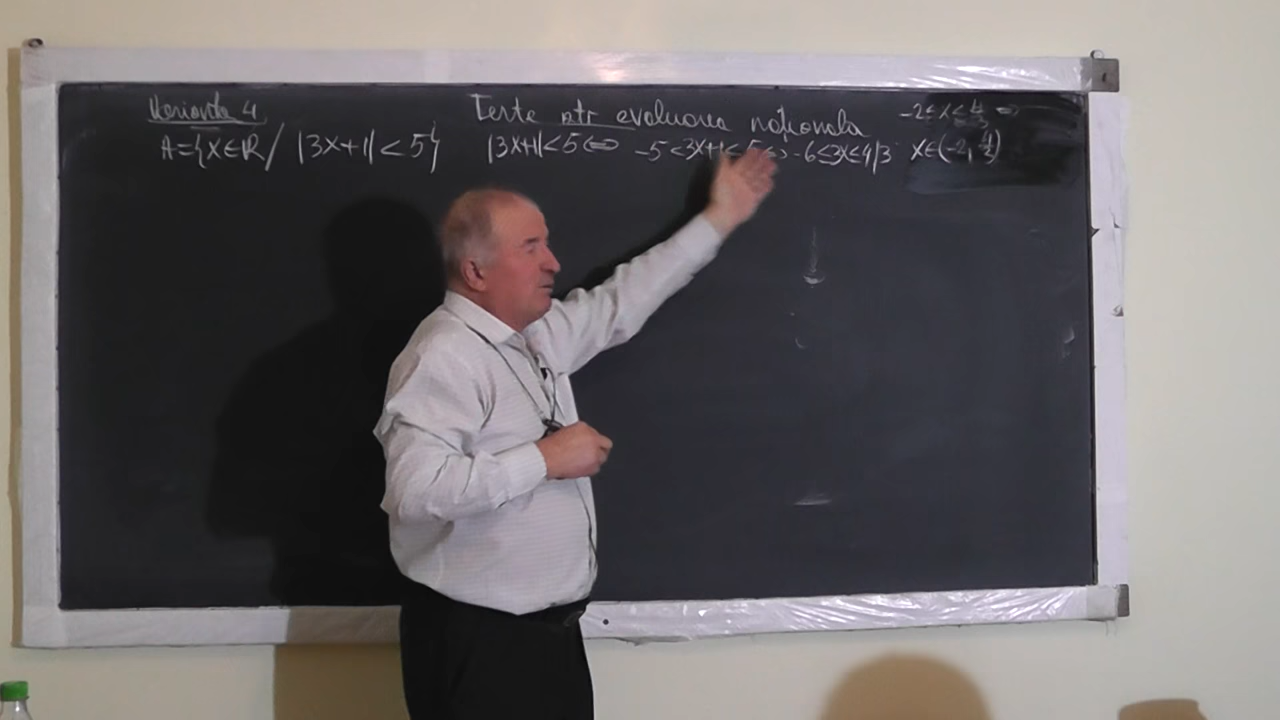 Varianta 4
Teste ptr evaluarea naţionala
A={x∈R/ |3x+1|<5}
|3x+1|<5⇔ -5<3x+1<5⇔ -6≤3x≤4|3
-2≤x≤4/3 ⇔
x∈(-2, 4/3)